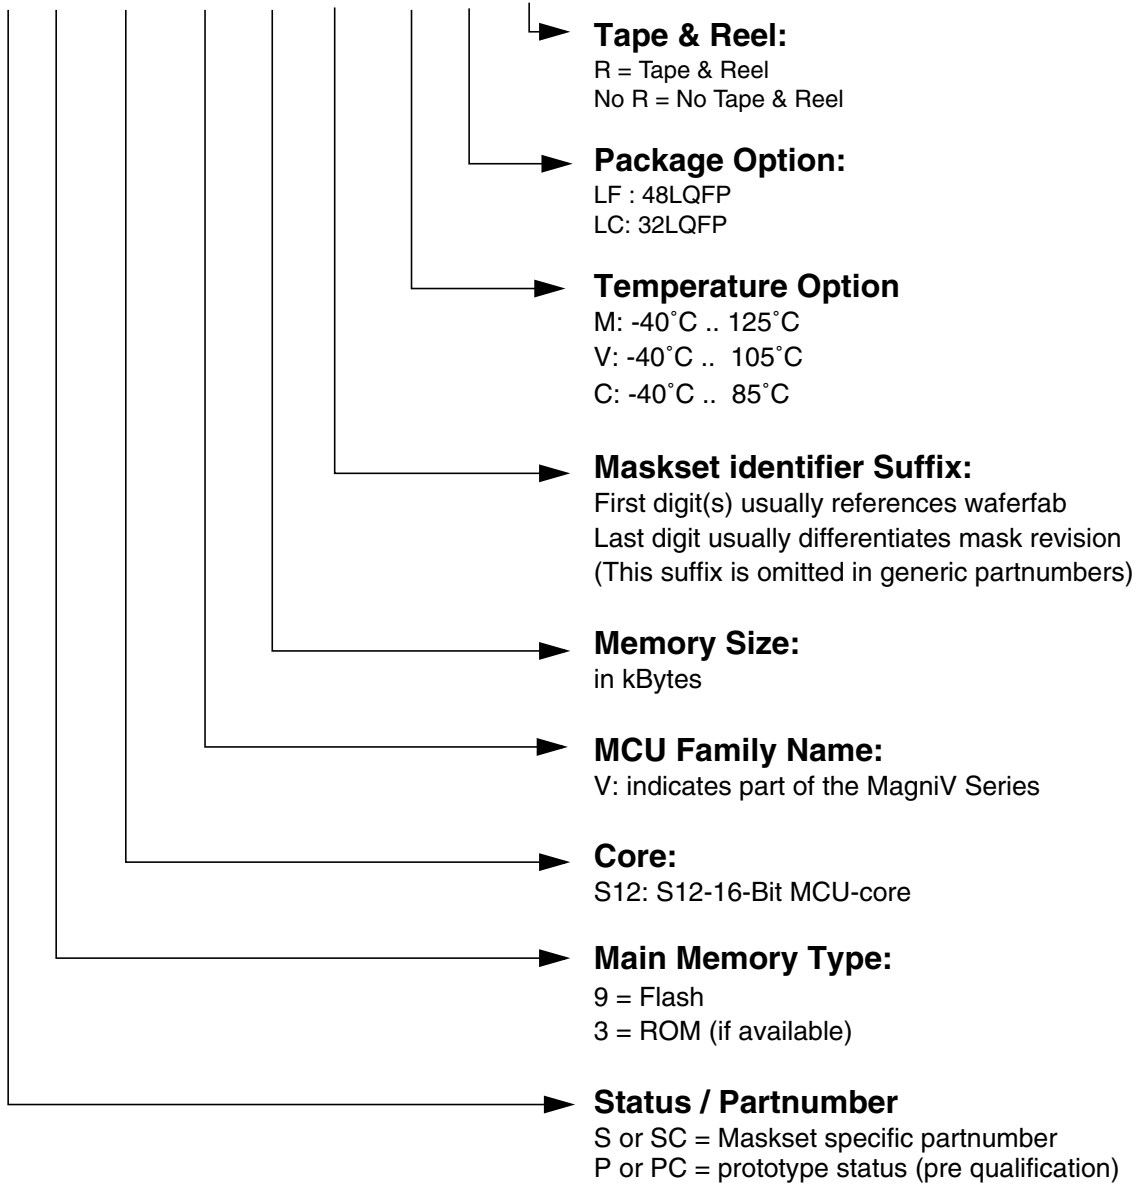 Tape & Reel:
R = Tape & Reel
No R = No Tape & Reel
Package Option:
LF : 48LQFP
LC: 32LQFP
Temperature Option
M: -40˚C .. 125˚C
V: -40˚C .. 105˚C
C: -40˚C .. 85˚C
Maskset identifier Suffix:
First digit(s) usually references waferfab
Last digit usually differentiates mask revision
(This suffix is omitted in generic partnumbers)
Memory Size:
in kBytes
MCU Family Name:
V: indicates part of the MagniV Series
Core:
S12: S12-16-Bit MCU-core
Main Memory Type:
9 = Flash
3 = ROM (if available)
Status / Partnumber
S or SC = Maskset specific partnumber
P or PC = prototype status (pre qualification)